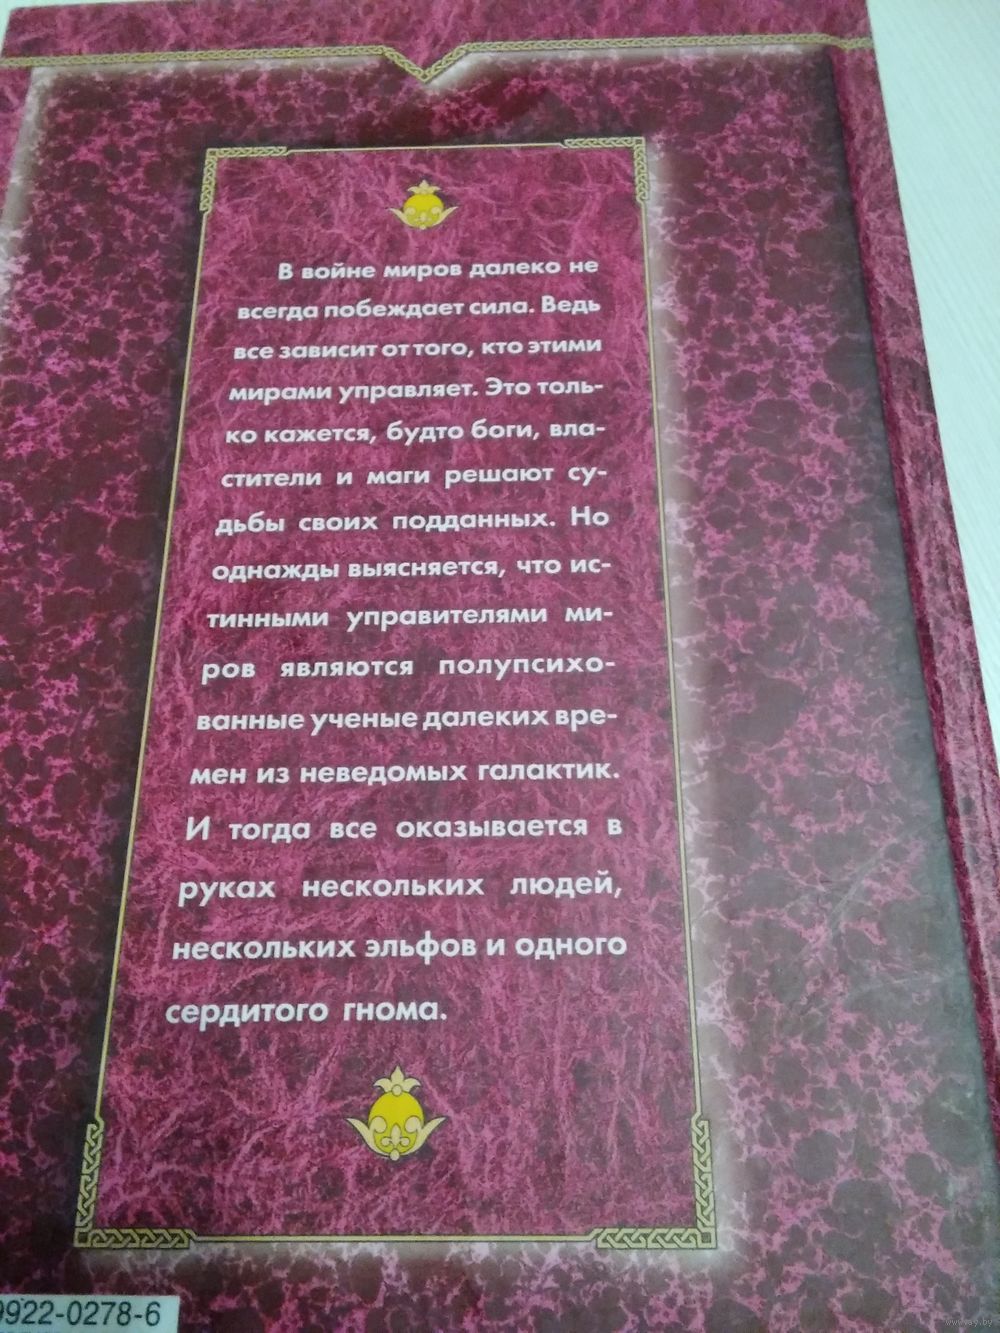 В войне миров далеко не
всегда побеждает сила. Ведь
все зависит от того, кто этими
мирами управляет. Это толь-
ко кажется, будто боги, вла-
стители и маги решают су-
дьбы своих подданных. Но
однажды выясняется, что ис-
тинными управителями ми-
ров являются полупсихо-
ванные ученые далеких вре-
мен из неведомых галактик.
И тогда все оказывается в
руках нескольких людей,
нескольких эльфов и одного
сердитого гнома.
9922-0278-6
www.ay.by